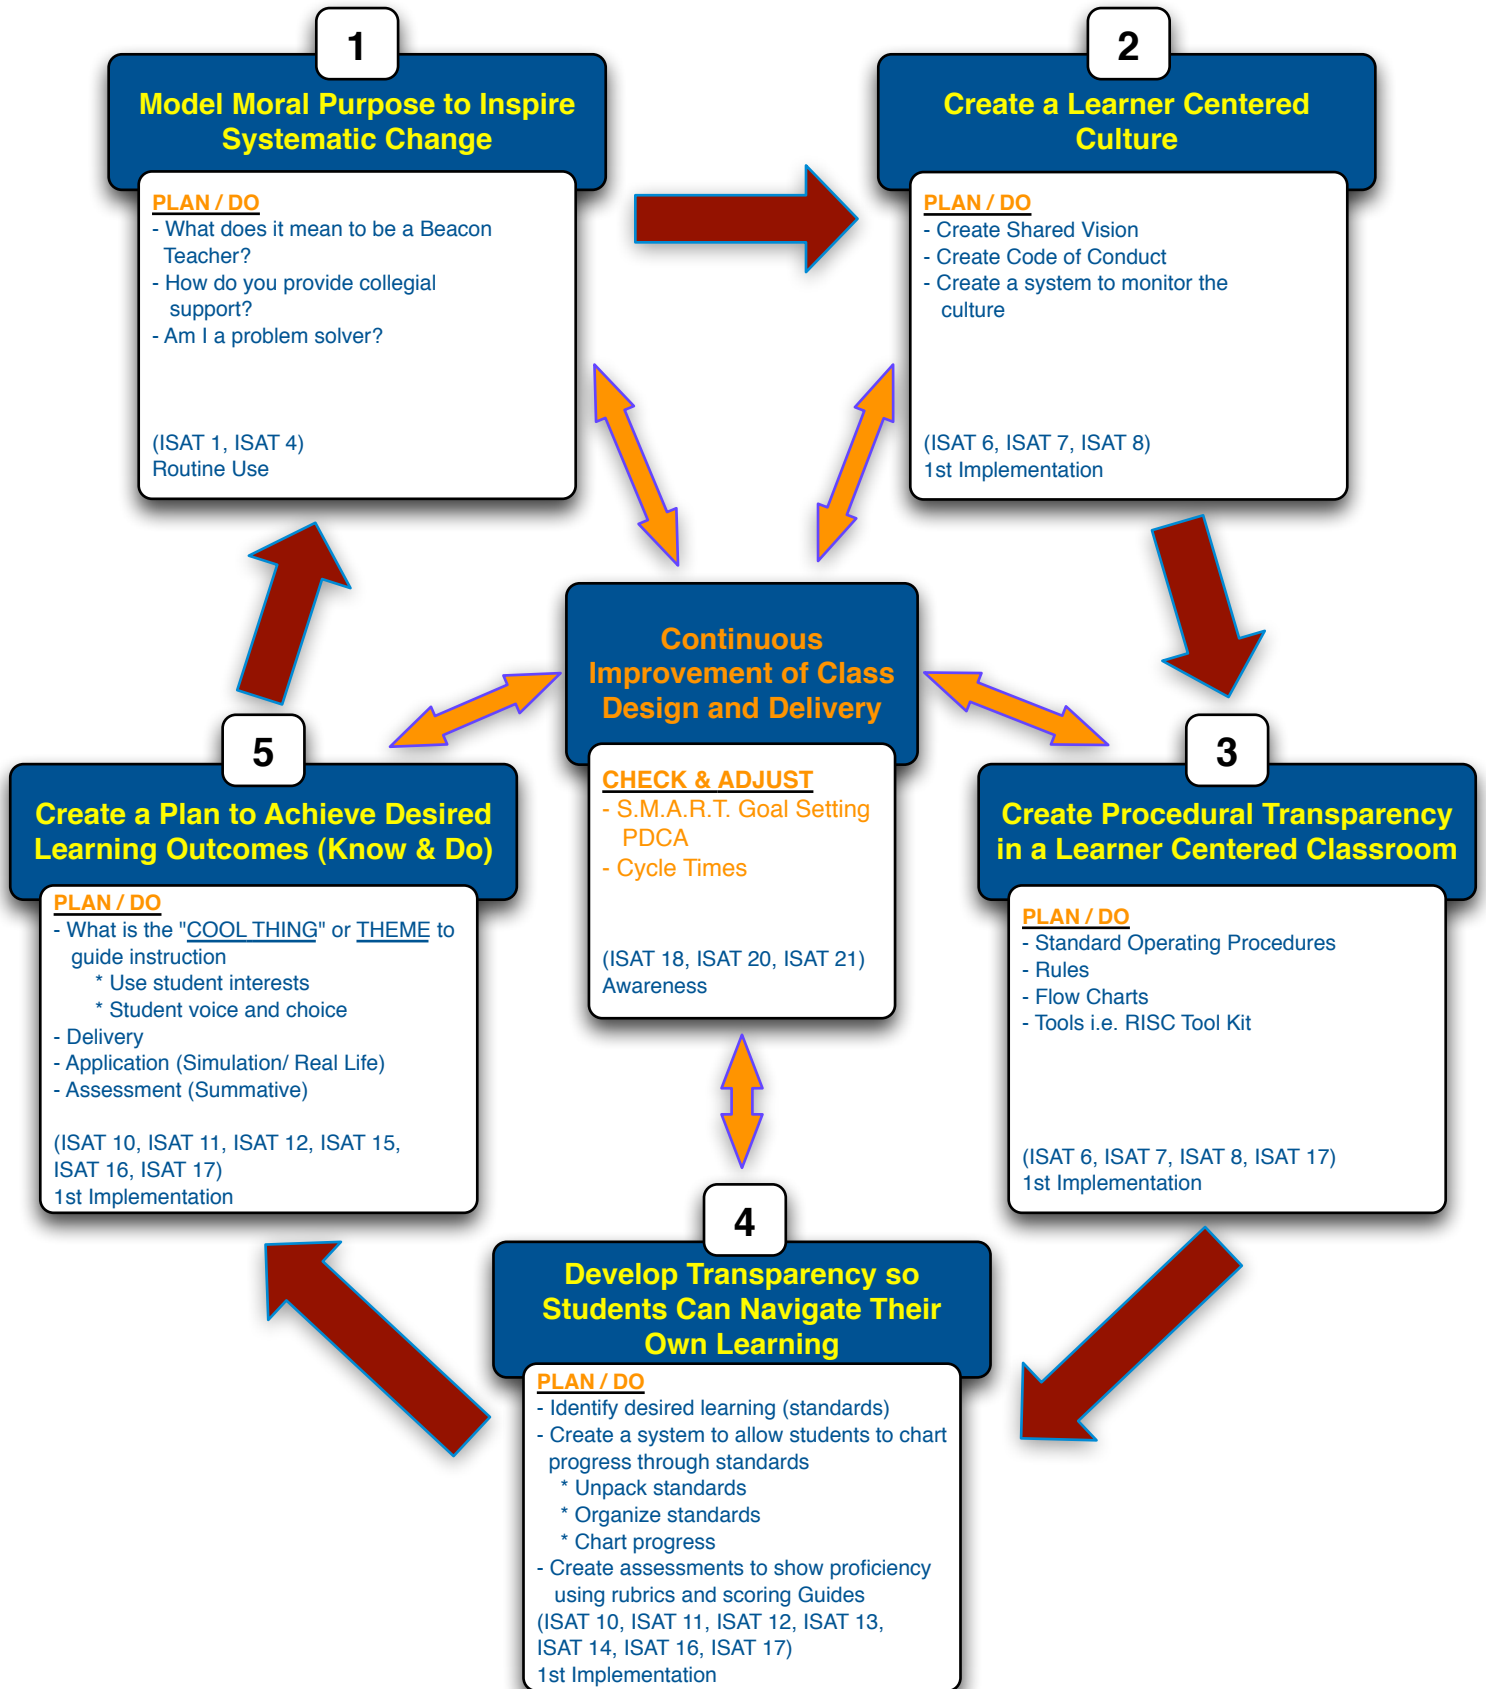 1
Model Moral Purpose to Inspire
Systematic Change
PLAN / DO
- What does it mean to be a Beacon
Teacher?
- How do you provide collegial
support?
- Am I a problem solver?
(ISAT 1, ISAT 4)
Routine Use
2
Create a Learner Centered
Culture
PLAN / DO
- Create Shared Vision
- Create Code of Conduct
- Create a system to monitor the
culture
(ISAT 6, ISAT 7, ISAT 8)
1st Implementation
Continuous
Improvement of Class
Design and Delivery
CHECK & ADJUST
- S.M.A.R.T. Goal Setting
PDCA
- Cycle Times
(ISAT 18, ISAT 20, ISAT 21)
Awareness
3
Create Procedural Transparency
in a Learner Centered Classroom
PLAN / DO
- Standard Operating Procedures
- Rules
- Flow Charts
- Tools i.e. RISC Tool Kit
(ISAT 6, ISAT 7, ISAT 8, ISAT 17)
1st Implementation
4
Develop Transparency so
Students Can Navigate Their
Own Learning
PLAN / DO
- Identify desired learning (standards)
- Create a system to allow students to chart
progress through standards
* Unpack standards
* Organize standards
* Chart progress
- Create assessments to show proficiency
using rubrics and scoring Guides
(ISAT 10, ISAT 11, ISAT 12, ISAT 13,
ISAT 14, ISAT 16, ISAT 17)
1st Implementation
5
Create a Plan to Achieve Desired
Learning Outcomes (Know & Do)
PLAN / DO
- What is the "COOL THING" or THEME to
guide instruction
* Use student interests
* Student voice and choice
- Delivery
- Application (Simulation/ Real Life)
- Assessment (Summative)
(ISAT 10, ISAT 11, ISAT 12, ISAT 15,
ISAT 16, ISAT 17)
1st Implementation